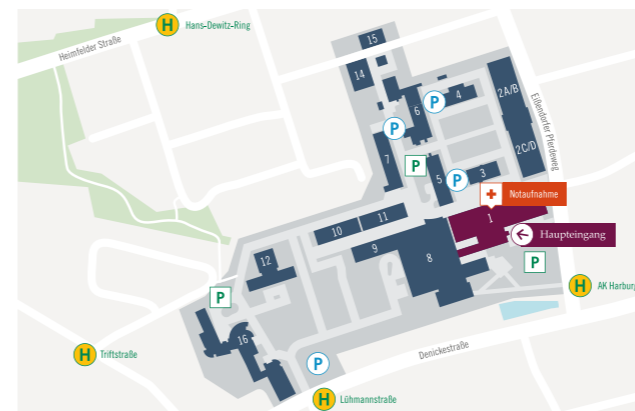 H Hans-Dewitz-Ring
Heimfelder Straße
15
14
2A/B
P
4
6
P
Eißendorfer Pferdeweg
7
P
2C/D
5
P
3
Notaufnahme
1
11
10
Haupteingang
9
8
12
P
H AK Harburg
P
16
H Triftstraße
P
Denickestraße
H Lühmannstraße